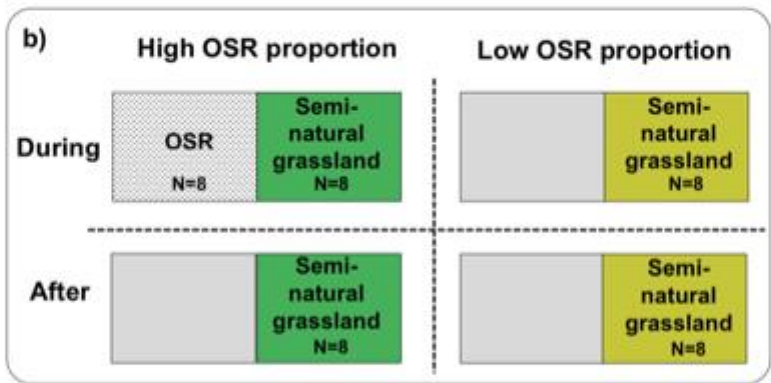 b)
High OSR proportion
Low OSR proportion
During
OSR
N=8
Semi-
natural
grassland
N=8
Semi-
natural
grassland
N=8
After
Semi-
natural
grassland
N=8
Semi-
natural
grassland
N=8